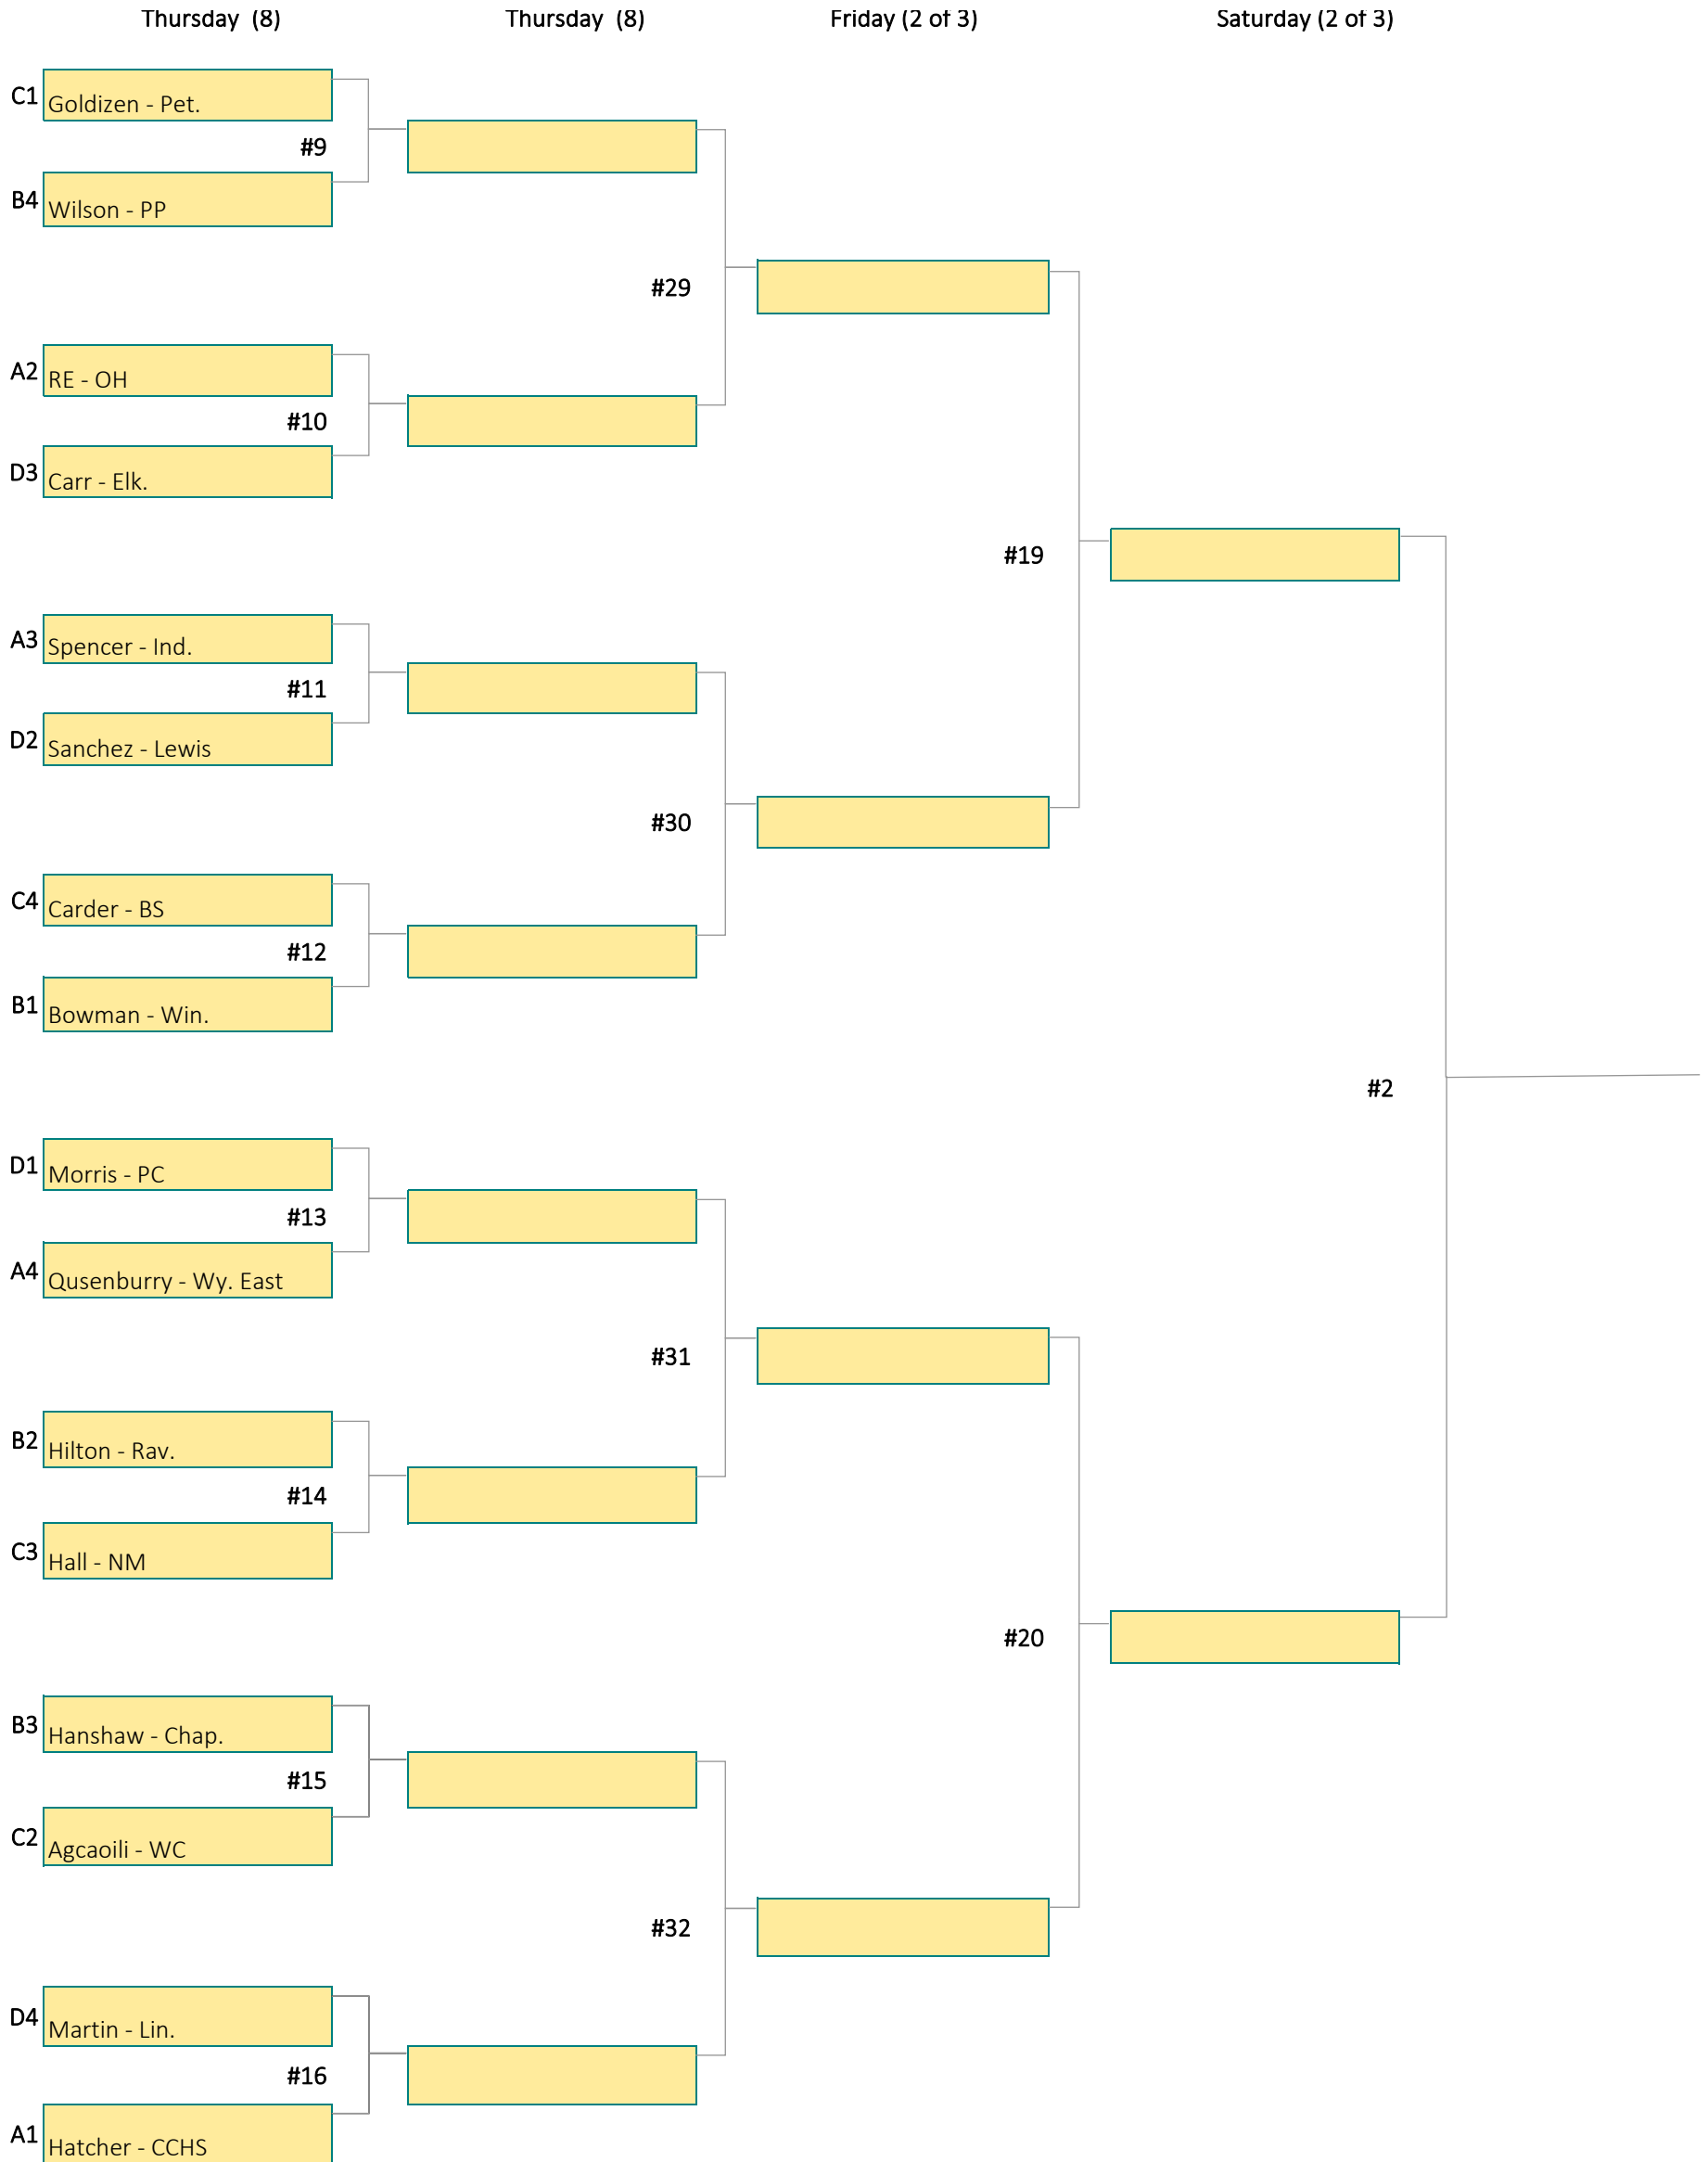 Thursday  (8) Thursday  (8) Friday (2 of 3) Saturday (2 of 3)
C1 Goldizen - Pet.
#9
B4 Wilson - PP
#29
A2 RE - OH
#10
D3 Carr - Elk.
#19
A3 Spencer - Ind.
#11
D2 Sanchez - Lewis
#30
C4 Carder - BS
#12
B1 Bowman - Win.
#2
D1 Morris - PC
#13
A4 Qusenburry - Wy. East
#31
B2 Hilton - Rav.
#14
C3 Hall - NM
#20
B3 Hanshaw - Chap.
#15
C2 Agcaoili - WC
#32
D4 Martin - Lin.
#16
A1 Hatcher - CCHS